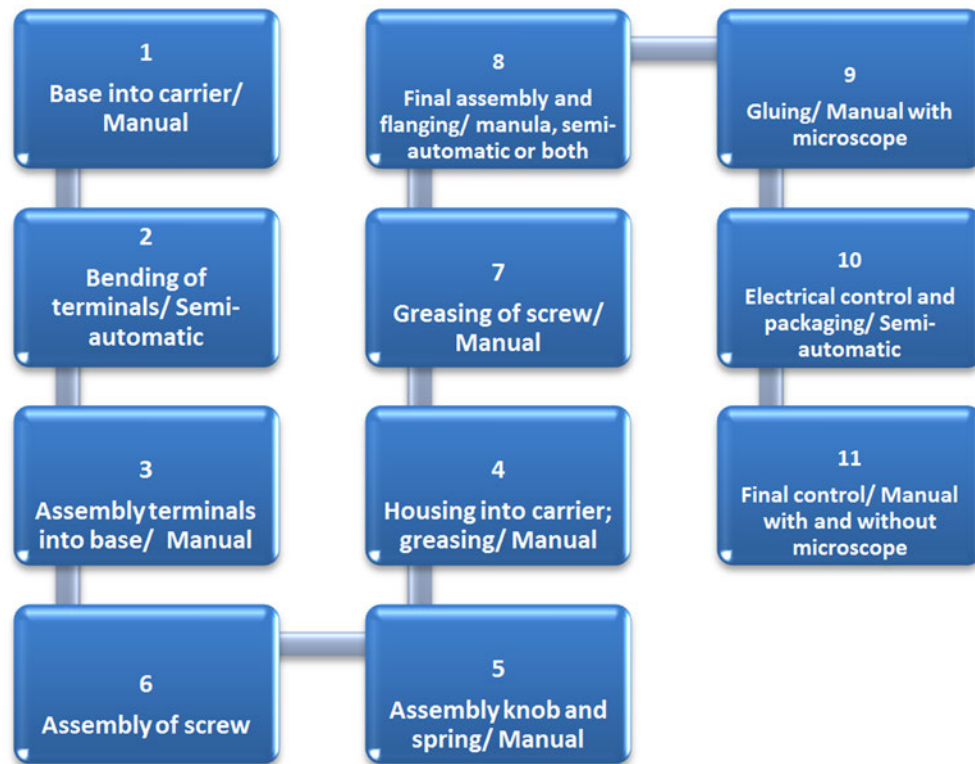 1
Base into carrier/
Manual
2
Bending of
terminals/ Semi-
automatic
3
Assembly terminals
into base/ Manual
6
Assembly of screw
5
Assembly knob and
spring/ Manual
4
Housing into carrier;
greasing/ Manual
7
Greasing of screw/
Manual
8
Final assembly and
flanging/ manula, semi-
automatic or both
9
Gluing/ Manual with
microscope
10
Electrical control and
packaging/ Semi-
automatic
11
Final control/ Manual
with and without
microscope